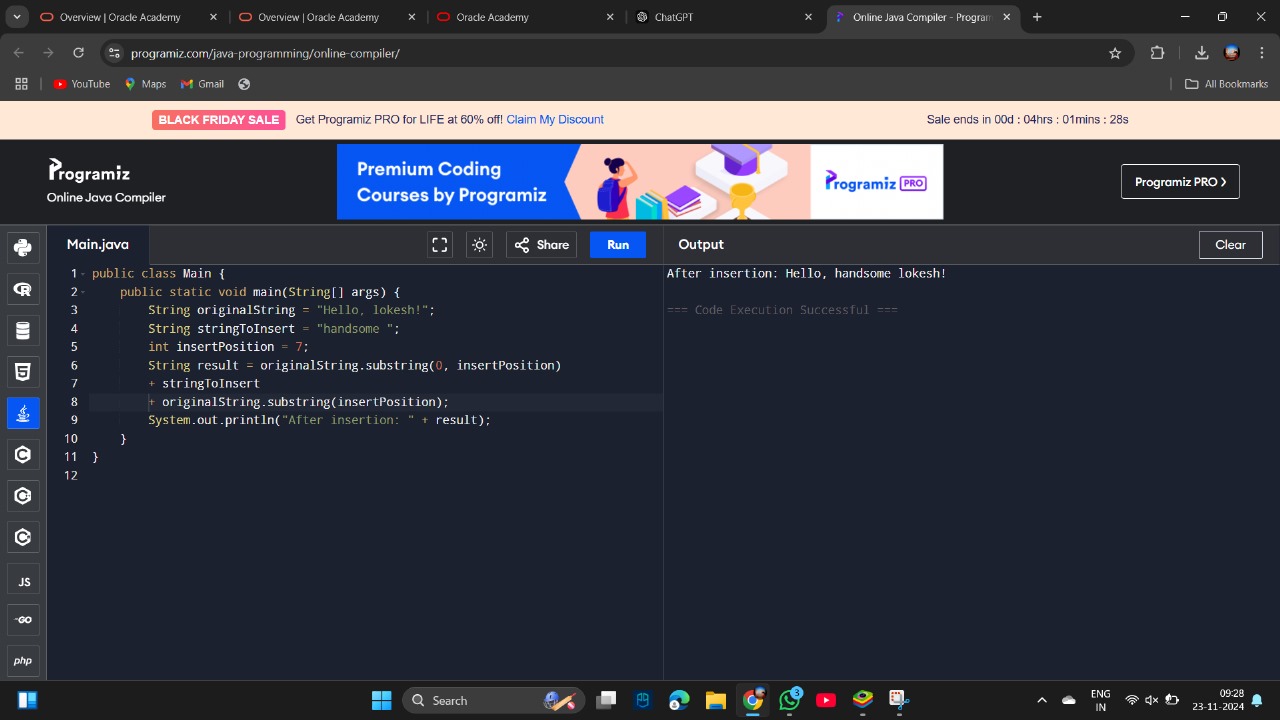 Overview | Oracle Academy
Overview | Oracle Academy
Oracle Academy
ChatGPT
Online Java Compiler - Program
programiz.com/java-programming/online-compiler/
YouTube
Maps
Gmail
All Bookmarks
BLACK FRIDAY SALE Get Programiz PRO for LIFE at 60% off! Claim My Discount
Sale ends in 00d : 04hrs : 01mins : 28s
Programiz
Online Java Compiler
Premium Coding
Courses by Programiz
Programiz PRO
Programiz PRO >
Main.java
Share
Run
Output
Clear
1 public class Main {
2 public static void main(String[] args) {
3 String originalString = "Hello, lokesh!";
4 String stringToInsert = "handsome ";
5 int insertPosition = 7;
6 String result = originalString.substring(0, insertPosition)
7 + stringToInsert
8 + originalString.substring(insertPosition);
9 System.out.println("After insertion: " + result);
10 }
11 }
12
After insertion: Hello, handsome lokesh!
=== Code Execution Successful ===
R
5
C
C
C
JS
GO
php
Search
3
ENG
IN
09:28
23-11-2024